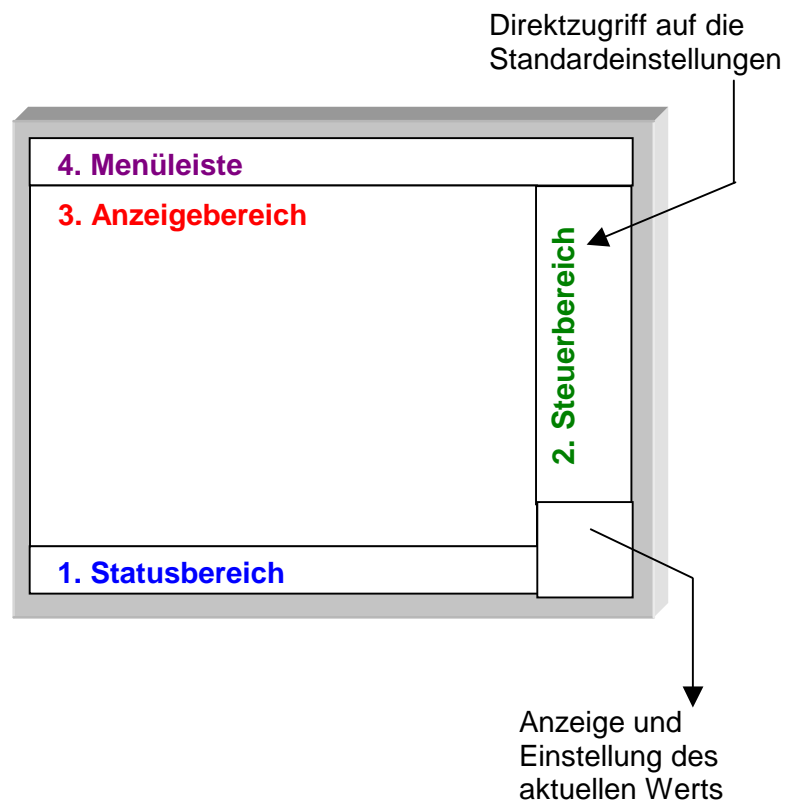 Direktzugriff auf die
Standardeinstellungen
4. Menüleiste
3. Anzeigebereich
2. Steuerbereich
1. Statusbereich
Anzeige und
Einstellung des
aktuellen Werts